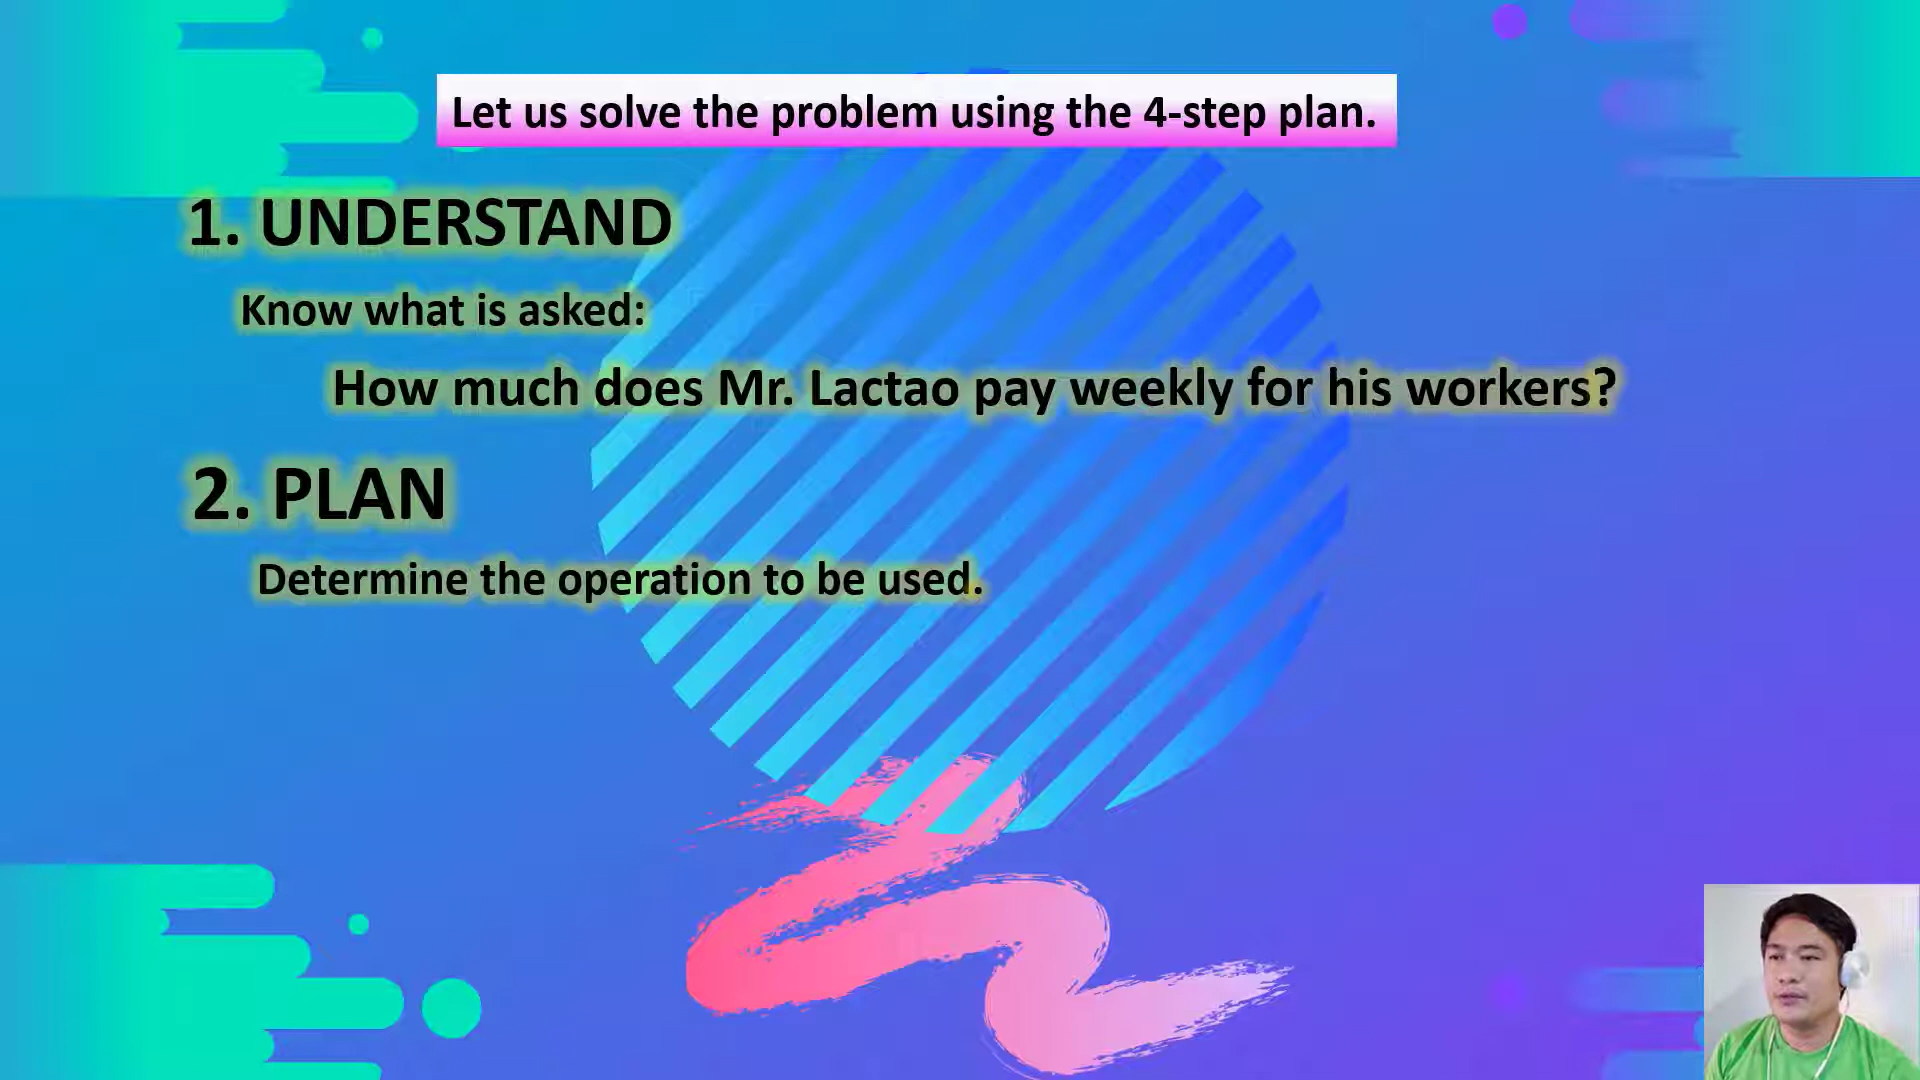 Let us solve the problem using the 4-step plan.
1. UNDERSTAND
Know what is asked:
How much does Mr. Lactao pay weekly for his workers?
2. PLAN
Determine the operation to be used.